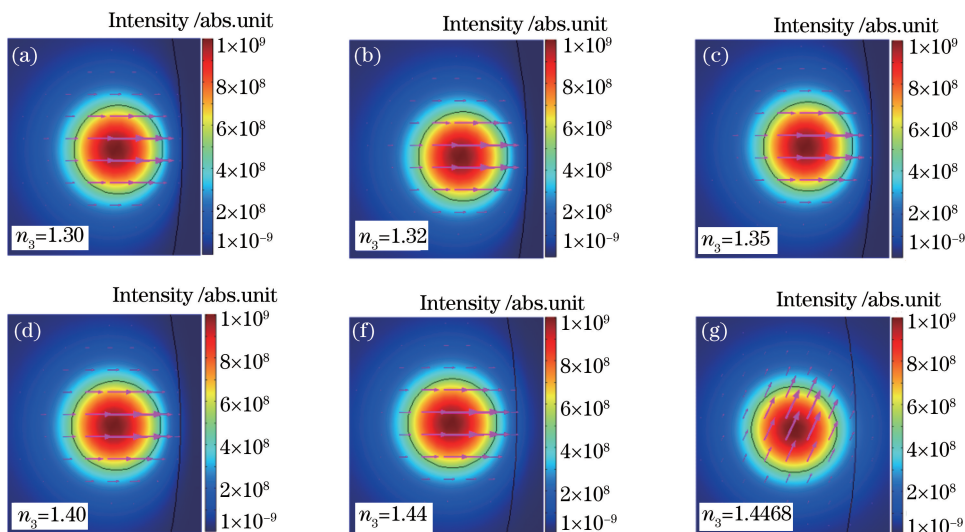 Intensity /abs.unit
(a)
1×10⁹
8×10⁸
6×10⁸
4×10⁸
2×10⁸
1×10⁻⁹
n₃=1.30
Intensity /abs.unit
(b)
1×10⁹
8×10⁸
6×10⁸
4×10⁸
2×10⁸
1×10⁻⁹
n₃=1.32
Intensity /abs.unit
(c)
1×10⁹
8×10⁸
6×10⁸
4×10⁸
2×10⁸
1×10⁻⁹
n₃=1.35
Intensity /abs.unit
(d)
1×10⁹
8×10⁸
6×10⁸
4×10⁸
2×10⁸
1×10⁻⁹
n₃=1.40
Intensity /abs.unit
(f)
1×10⁹
8×10⁸
6×10⁸
4×10⁸
2×10⁸
1×10⁻⁹
n₃=1.44
Intensity /abs.unit
(g)
1×10⁹
8×10⁸
6×10⁸
4×10⁸
2×10⁸
1×10⁻⁹
n₃=1.4468